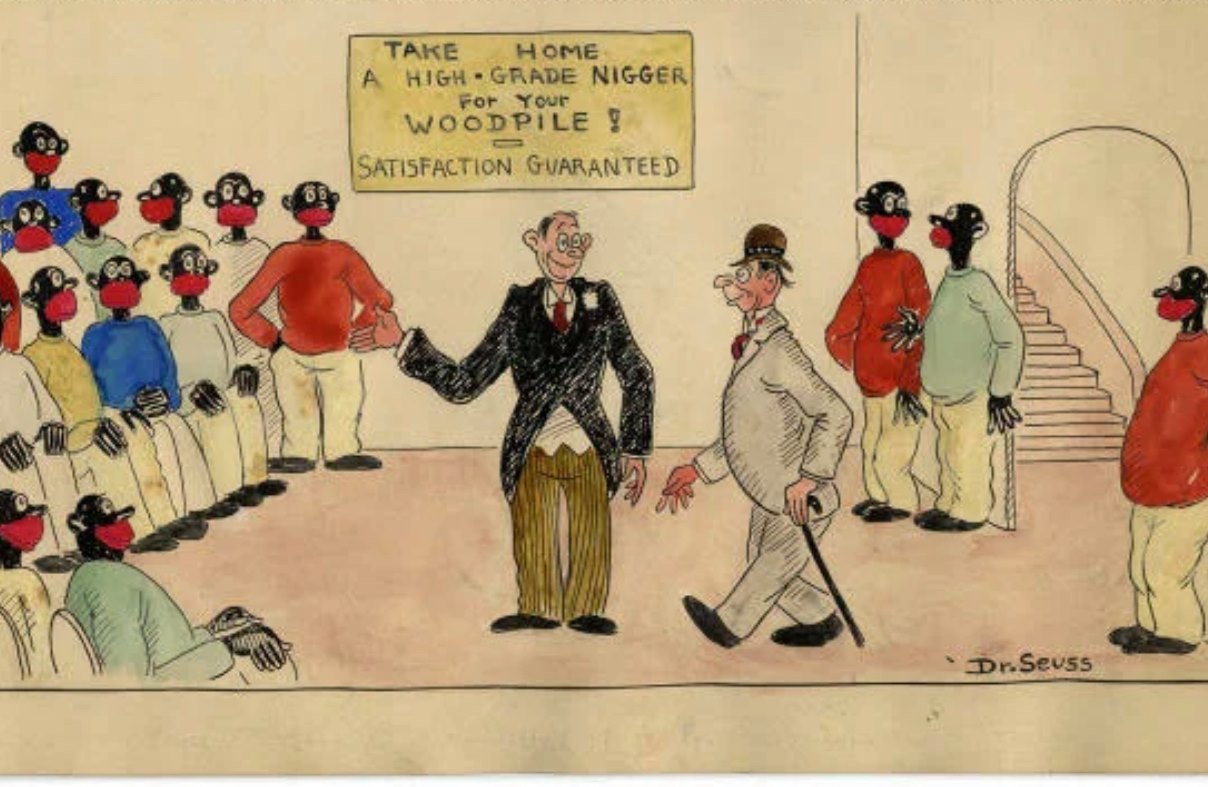 TAKE HOME
A HIGH-GRADE NIGGER
For Your
WOODPILE!
SATISFACTION GUARANTEED
Dr. Seuss